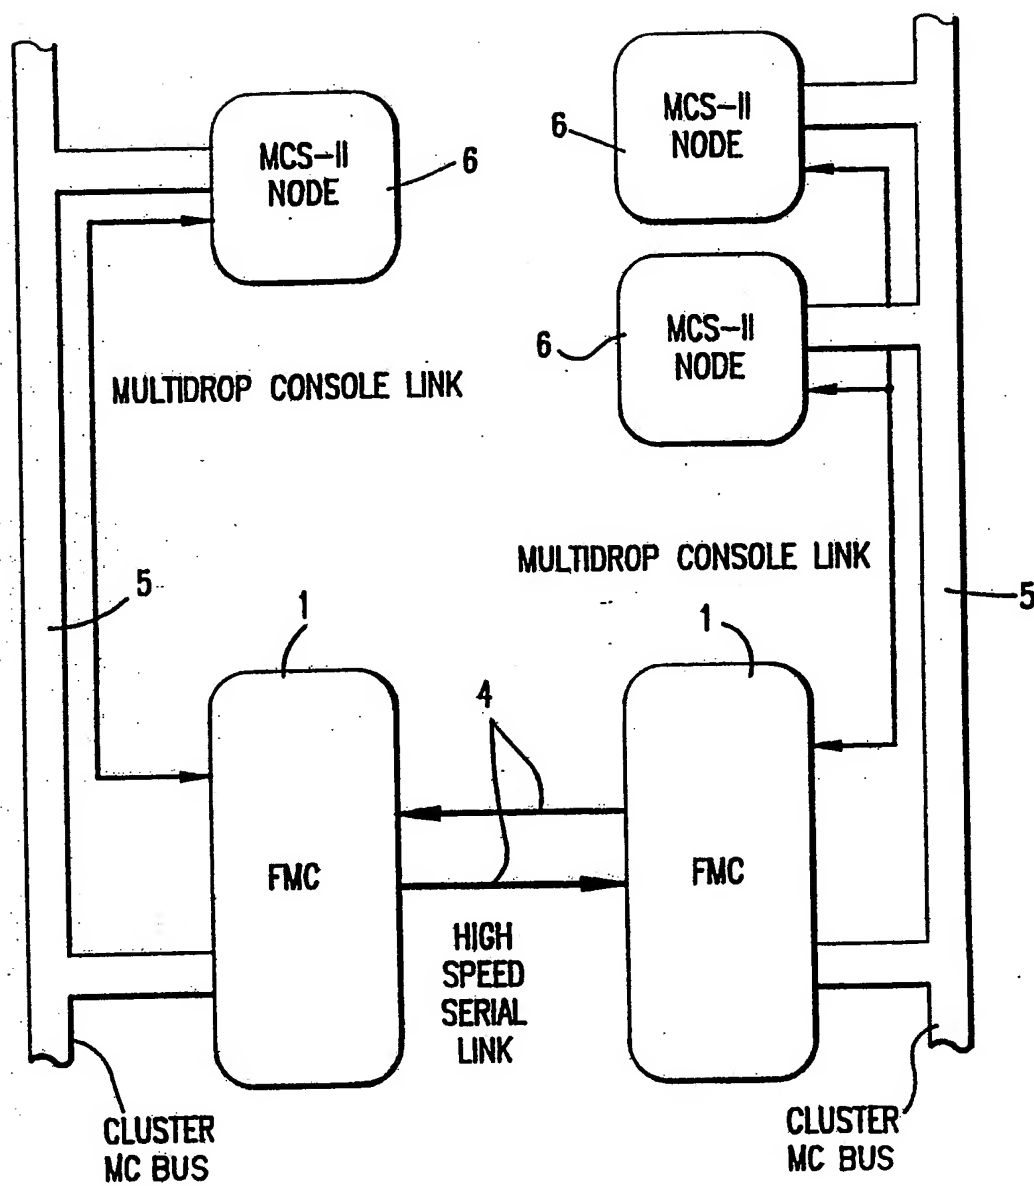 MCS-II
NODE
6
MCS-II
NODE
6
MCS-II
NODE
6
MULTIDROP CONSOLE LINK
MULTIDROP CONSOLE LINK
5
5
1
1
4
FMC
FMC
HIGH
SPEED
SERIAL
LINK
CLUSTER
MC BUS
CLUSTER
MC BUS